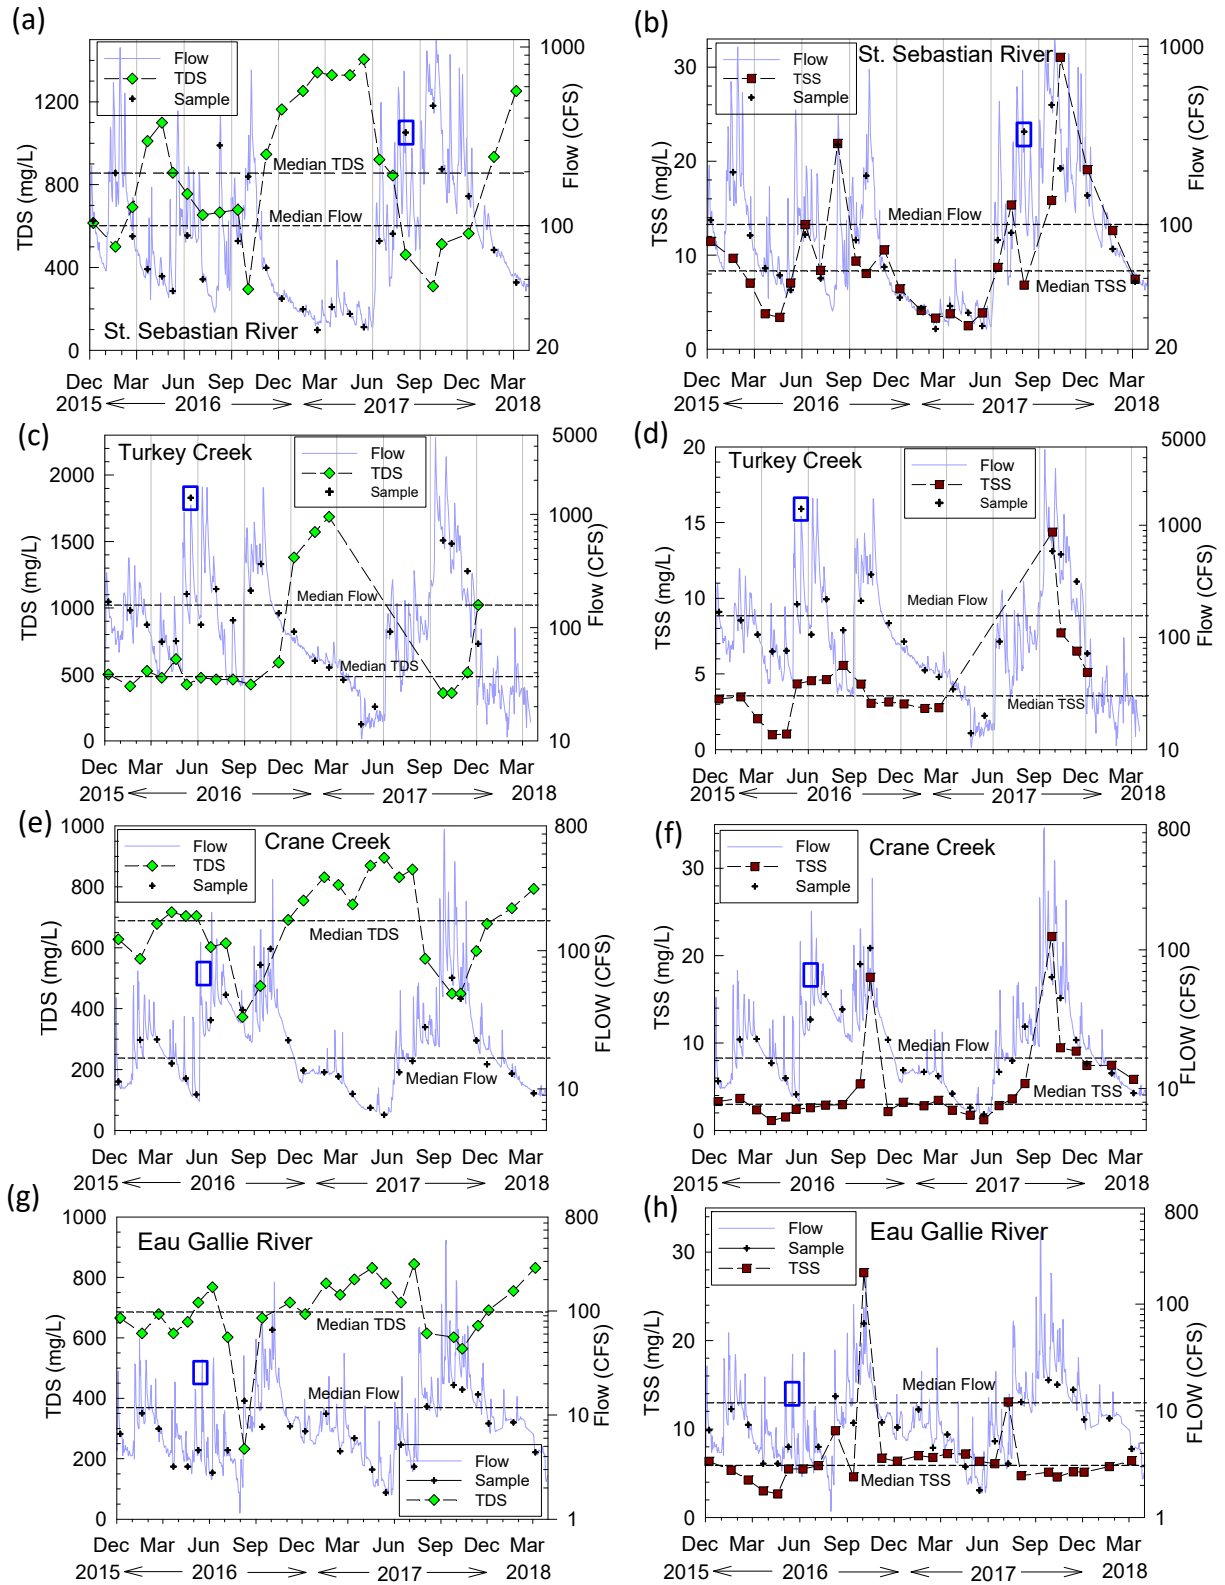 (a)
Flow
TDS
Sample
1200
800
400
0
TDS (mg/L)
1000
100
20
Flow (CFS)
Median TDS
Median Flow
St. Sebastian River
Dec Mar Jun Sep Dec Mar Jun Sep Dec Mar
2015 2016 2017 2018
(b)
St. Sebastian River
Flow
TSS
Sample
30
20
10
0
TSS (mg/L)
1000
100
20
Flow (CFS)
Median Flow
Median TSS
Dec Mar Jun Sep Dec Mar Jun Sep Dec Mar
2015 2016 2017 2018
(c)
Turkey Creek
Flow
TDS
Sample
2000
1500
1000
500
0
TDS (mg/L)
5000
1000
100
10
Flow (CFS)
Median Flow
Median TDS
Dec Mar Jun Sep Dec Mar Jun Sep Dec Mar
2015 2016 2017 2018
(d)
Turkey Creek
Flow
TSS
Sample
20
16
12
8
4
0
TSS (mg/L)
5000
1000
100
10
Flow (CFS)
Median Flow
Median TSS
Dec Mar Jun Sep Dec Mar Jun Sep Dec Mar
2015 2016 2017 2018
(e)
Crane Creek
Flow
TDS
Sample
1000
800
600
400
200
0
TDS (mg/L)
800
100
10
FLOW (CFS)
Median TDS
Median Flow
Dec Mar Jun Sep Dec Mar Jun Sep Dec Mar
2015 2016 2017 2018
(f)
Crane Creek
Flow
TSS
Sample
30
20
10
0
TSS (mg/L)
800
100
10
FLOW (CFS)
Median Flow
Median TSS
Dec Mar Jun Sep Dec Mar Jun Sep Dec Mar
2015 2016 2017 2018
(g)
Eau Gallie River
1000
800
600
400
200
0
TDS (mg/L)
800
100
10
1
Flow (CFS)
Median TDS
Median Flow
Flow
Sample
TDS
Dec Mar Jun Sep Dec Mar Jun Sep Dec Mar
2015 2016 2017 2018
(h)
Eau Gallie River
Flow
Sample
TSS
30
20
10
0
TSS (mg/L)
800
100
10
1
FLOW (CFS)
Median Flow
Median TSS
Dec Mar Jun Sep Dec Mar Jun Sep Dec Mar
2015 2016 2017 2018